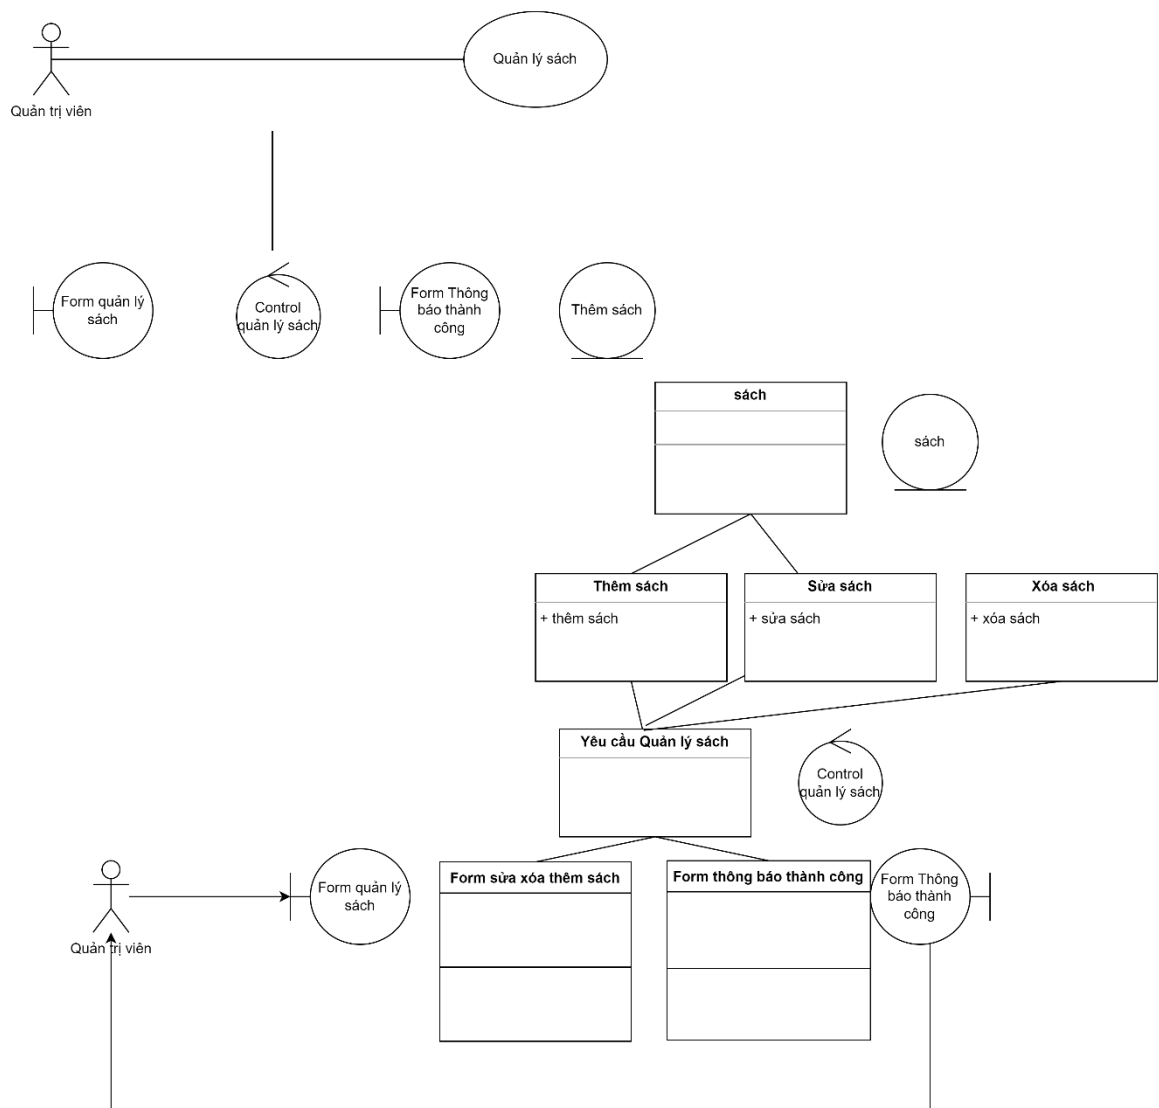 Quản lý sách
Quản trị viên
Form quản lý
sách
Control
quản lý sách
Form Thông
báo thành
công
Thêm sách
sách
sách
Thêm sách
+ thêm sách
Sửa sách
+ sửa sách
Xóa sách
+ xóa sách
Yêu cầu Quản lý sách
Control
quản lý sách
Quản trị viên
Form quản lý
sách
Form sửa xóa thêm sách
Form thông báo thành công
Form Thông
báo thành
công